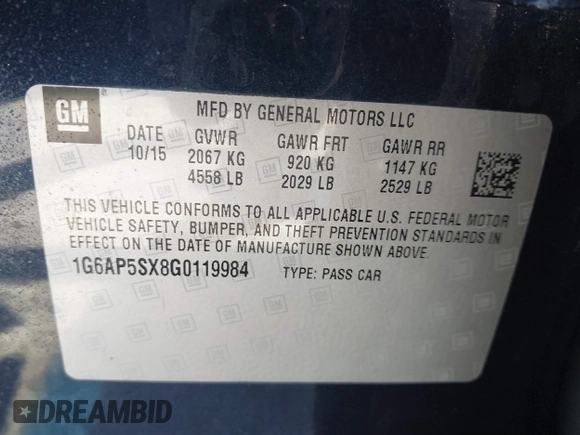 GM
MFD BY GENERAL MOTORS LLC
DATE GVWR GAWR FRT GAWR RR
10/15 2067 KG 920 KG 1147 KG
4558 LB 2029 LB 2529 LB
THIS VEHICLE CONFORMS TO ALL APPLICABLE U.S. FEDERAL MOTOR
VEHICLE SAFETY, BUMPER, AND THEFT PREVENTION STANDARDS IN
EFFECT ON THE DATE OF MANUFACTURE SHOWN ABOVE.
1G6AP5SX8G0119984 TYPE: PASS CAR
DREAMBID